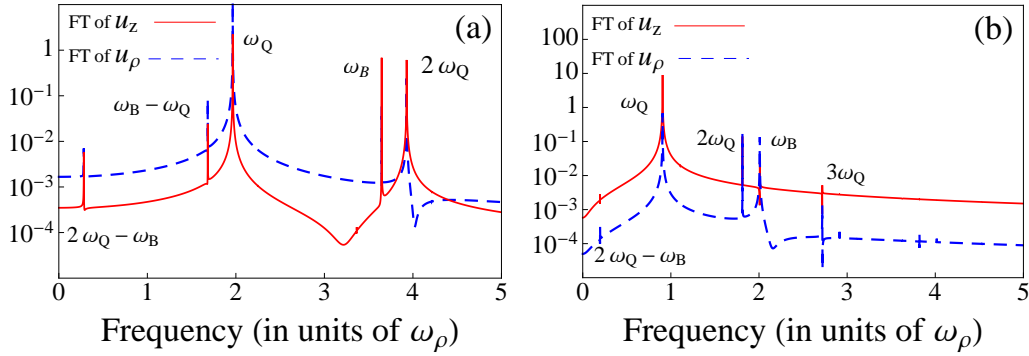 (a)
FT of u_z
FT of u_ρ
ω_Q
ω_B
2 ω_Q
ω_B − ω_Q
2 ω_Q − ω_B
1
10^{-1}
10^{-2}
10^{-3}
10^{-4}
0 1 2 3 4 5
Frequency (in units of ω_ρ)
(b)
FT of u_z
FT of u_ρ
ω_Q
2ω_Q
ω_B
3ω_Q
2 ω_Q − ω_B
100
10
1
10^{-1}
10^{-2}
10^{-3}
10^{-4}
0 1 2 3 4 5
Frequency (in units of ω_ρ)